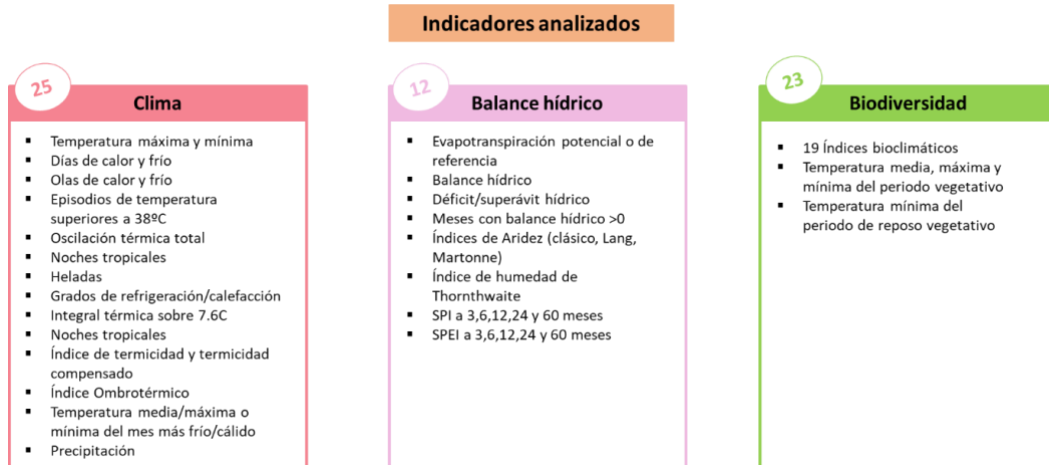 Indicadores analizados
25
Clima
▪ Temperatura máxima y mínima
▪ Días de calor y frío
▪ Olas de calor y frío
▪ Episodios de temperatura
superiores a 38ºC
▪ Oscilación térmica total
▪ Noches tropicales
▪ Heladas
▪ Grados de refrigeración/calefacción
▪ Integral térmica sobre 7.6C
▪ Noches tropicales
▪ Índice de termicidad y termicidad
compensado
▪ Índice Ombrotérmico
▪ Temperatura media/máxima o
mínima del mes más frío/cálido
▪ Precipitación
12
Balance hídrico
▪ Evapotranspiración potencial o de
referencia
▪ Balance hídrico
▪ Déficit/superávit hídrico
▪ Meses con balance hídrico >0
▪ Índices de Aridez (clásico, Lang,
Martonne)
▪ Índice de humedad de
Thornthwaite
▪ SPI a 3,6,12,24 y 60 meses
▪ SPEI a 3,6,12,24 y 60 meses
23
Biodiversidad
▪ 19 Índices bioclimáticos
▪ Temperatura media, máxima y
mínima del periodo vegetativo
▪ Temperatura mínima del
periodo de reposo vegetativo